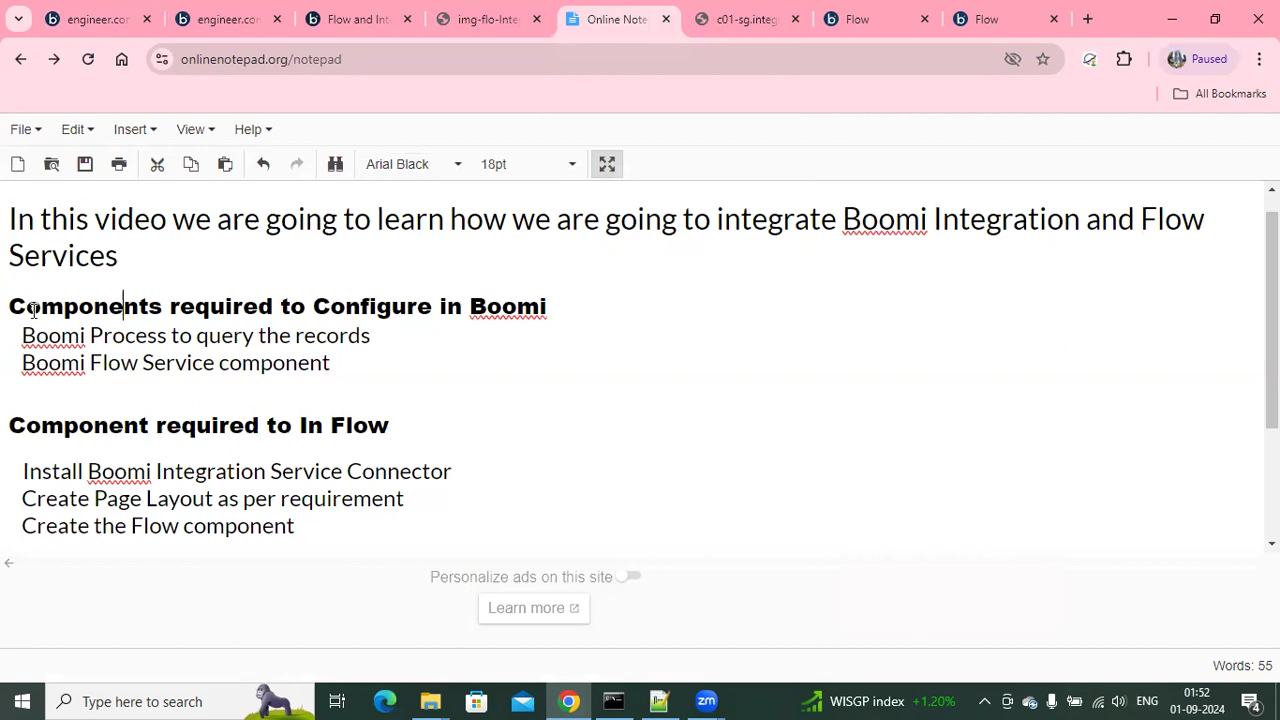 engineer.co
engineer.co
Flow and Int
img-flo-Inte
Online Note
c01-sg.integ
Flow
Flow
onlinenotepad.org/notepad
Paused
All Bookmarks
File Edit Insert View Help
Arial Black 18pt
In this video we are going to learn how we are going to integrate Boomi Integration and Flow
Services
Components required to Configure in Boomi
Boomi Process to query the records
Boomi Flow Service component
Component required to In Flow
Install Boomi Integration Service Connector
Create Page Layout as per requirement
Create the Flow component
Personalize ads on this site
Learn more
Words: 55
Type here to search
WISGP index +1.20%
ENG
01:52
01-09-2024
4